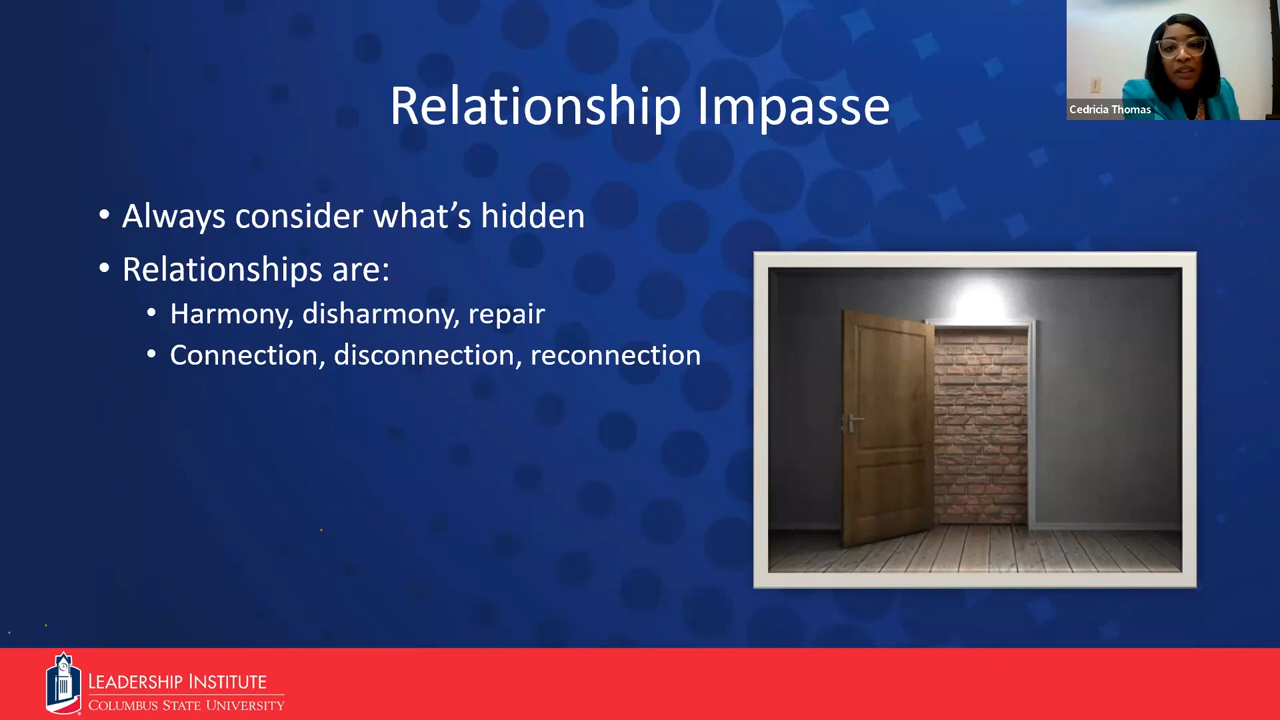 Relationship Impasse
Cedricia Thomas
• Always consider what’s hidden
• Relationships are:
• Harmony, disharmony, repair
• Connection, disconnection, reconnection
LEADERSHIP INSTITUTE
COLUMBUS STATE UNIVERSITY